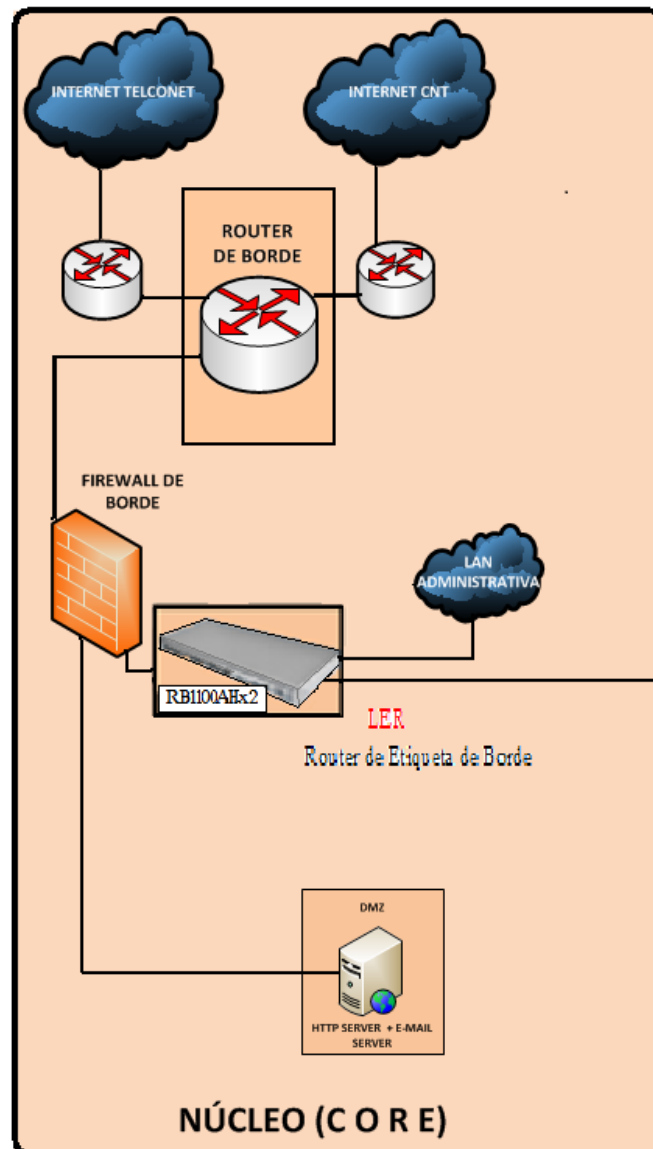 INTERNET TELCONET
INTERNET CNT
ROUTER
DE BORDE
FIREWALL DE
BORDE
LAN
ADMINISTRATIVA
RB1100AHx2
LER
Router de Etiqueta de Borde
DMZ
HTTP SERVER + E-MAIL
SERVER
NÚCLEO (C O R E)